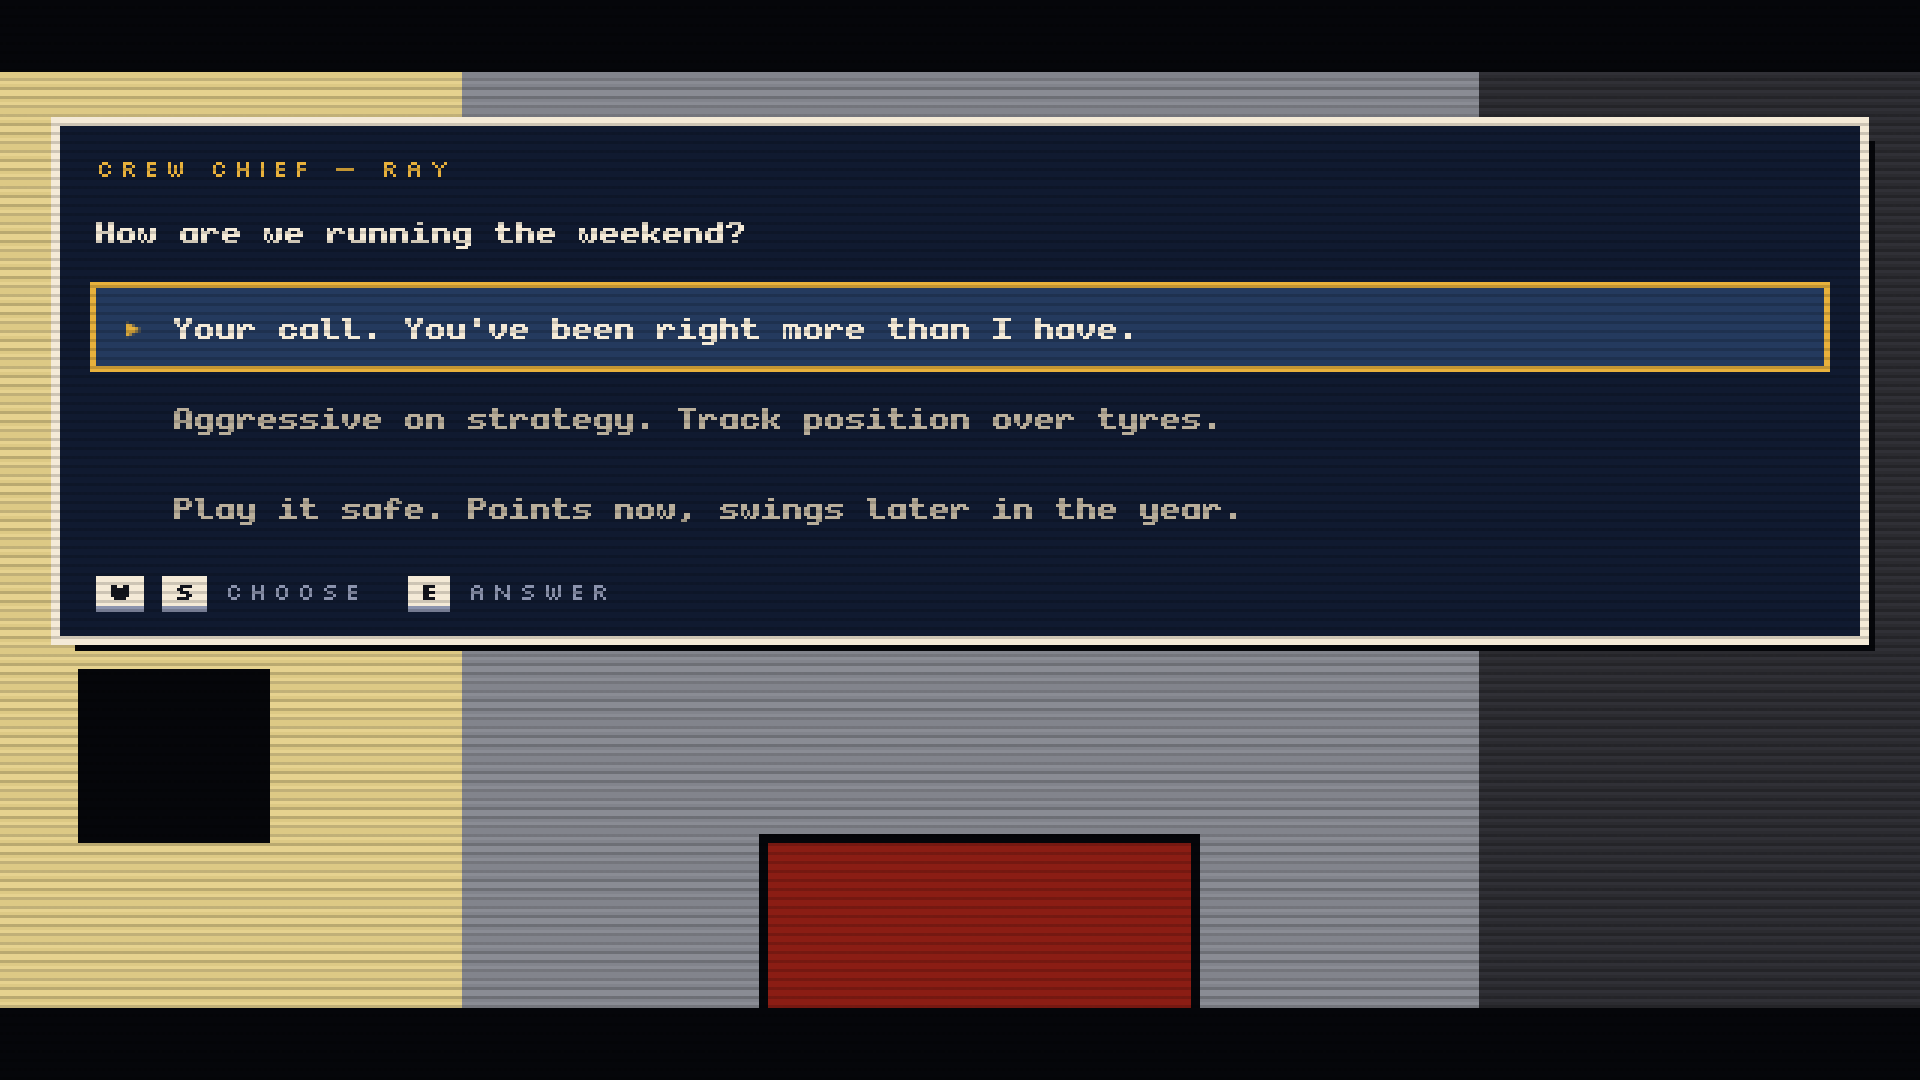 CREW CHIEF — RAY
How are we running the weekend?
Your call. You've been right more than I have.
Aggressive on strategy. Track position over tyres.
Play it safe. Points now, swings later in the year.
W S CHOOSE E ANSWER